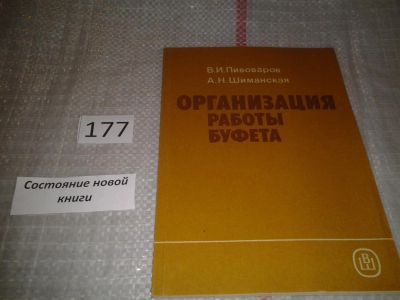 В.И.Пивоваров
А.Н.Шиманская
ОРГАНИЗАЦИЯ
РАБОТЫ
БУФЕТА
177
Состояние новой
книги